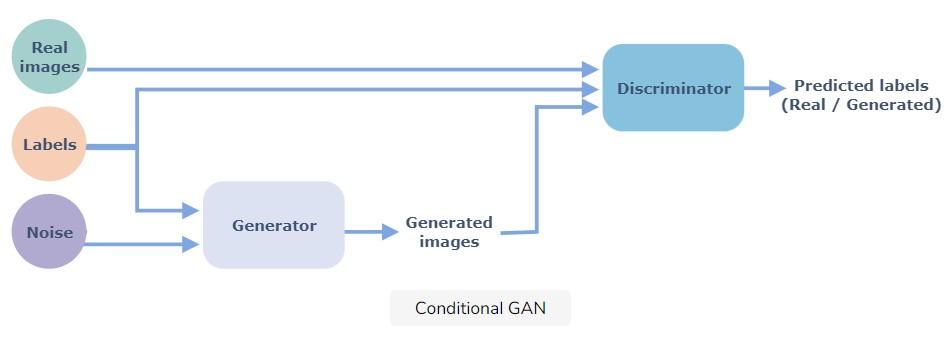 Real
images
Labels
Noise
Generator
Generated
images
Discriminator
Predicted labels
(Real / Generated)
Conditional GAN